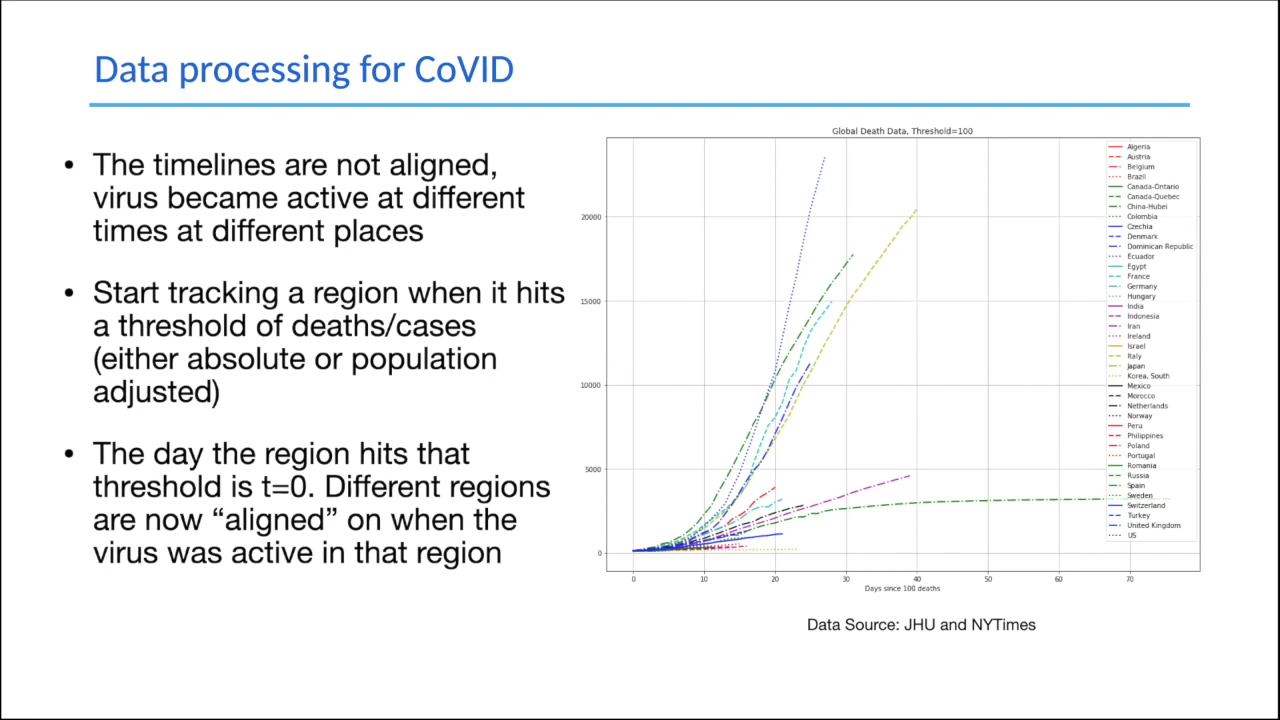 Data processing for CoVID
• The timelines are not aligned,
virus became active at different
times at different places
• Start tracking a region when it hits
a threshold of deaths/cases
(either absolute or population
adjusted)
• The day the region hits that
threshold is t=0. Different regions
are now “aligned” on when the
virus was active in that region
Global Death Data, Threshold=100
20000
15000
10000
5000
0
0 10 20 30 40 50 60 70
Days since 100 deaths
Algeria
Austria
Belgium
Brazil
Canada-Ontario
Canada-Quebec
China-Hubei
Colombia
Czechia
Denmark
Dominican Republic
Ecuador
Egypt
France
Germany
Hungary
India
Indonesia
Iran
Ireland
Israel
Italy
Japan
Korea, South
Mexico
Morocco
Netherlands
Norway
Peru
Philippines
Poland
Portugal
Romania
Russia
Spain
Sweden
Switzerland
Turkey
United Kingdom
US
Data Source: JHU and NYTimes